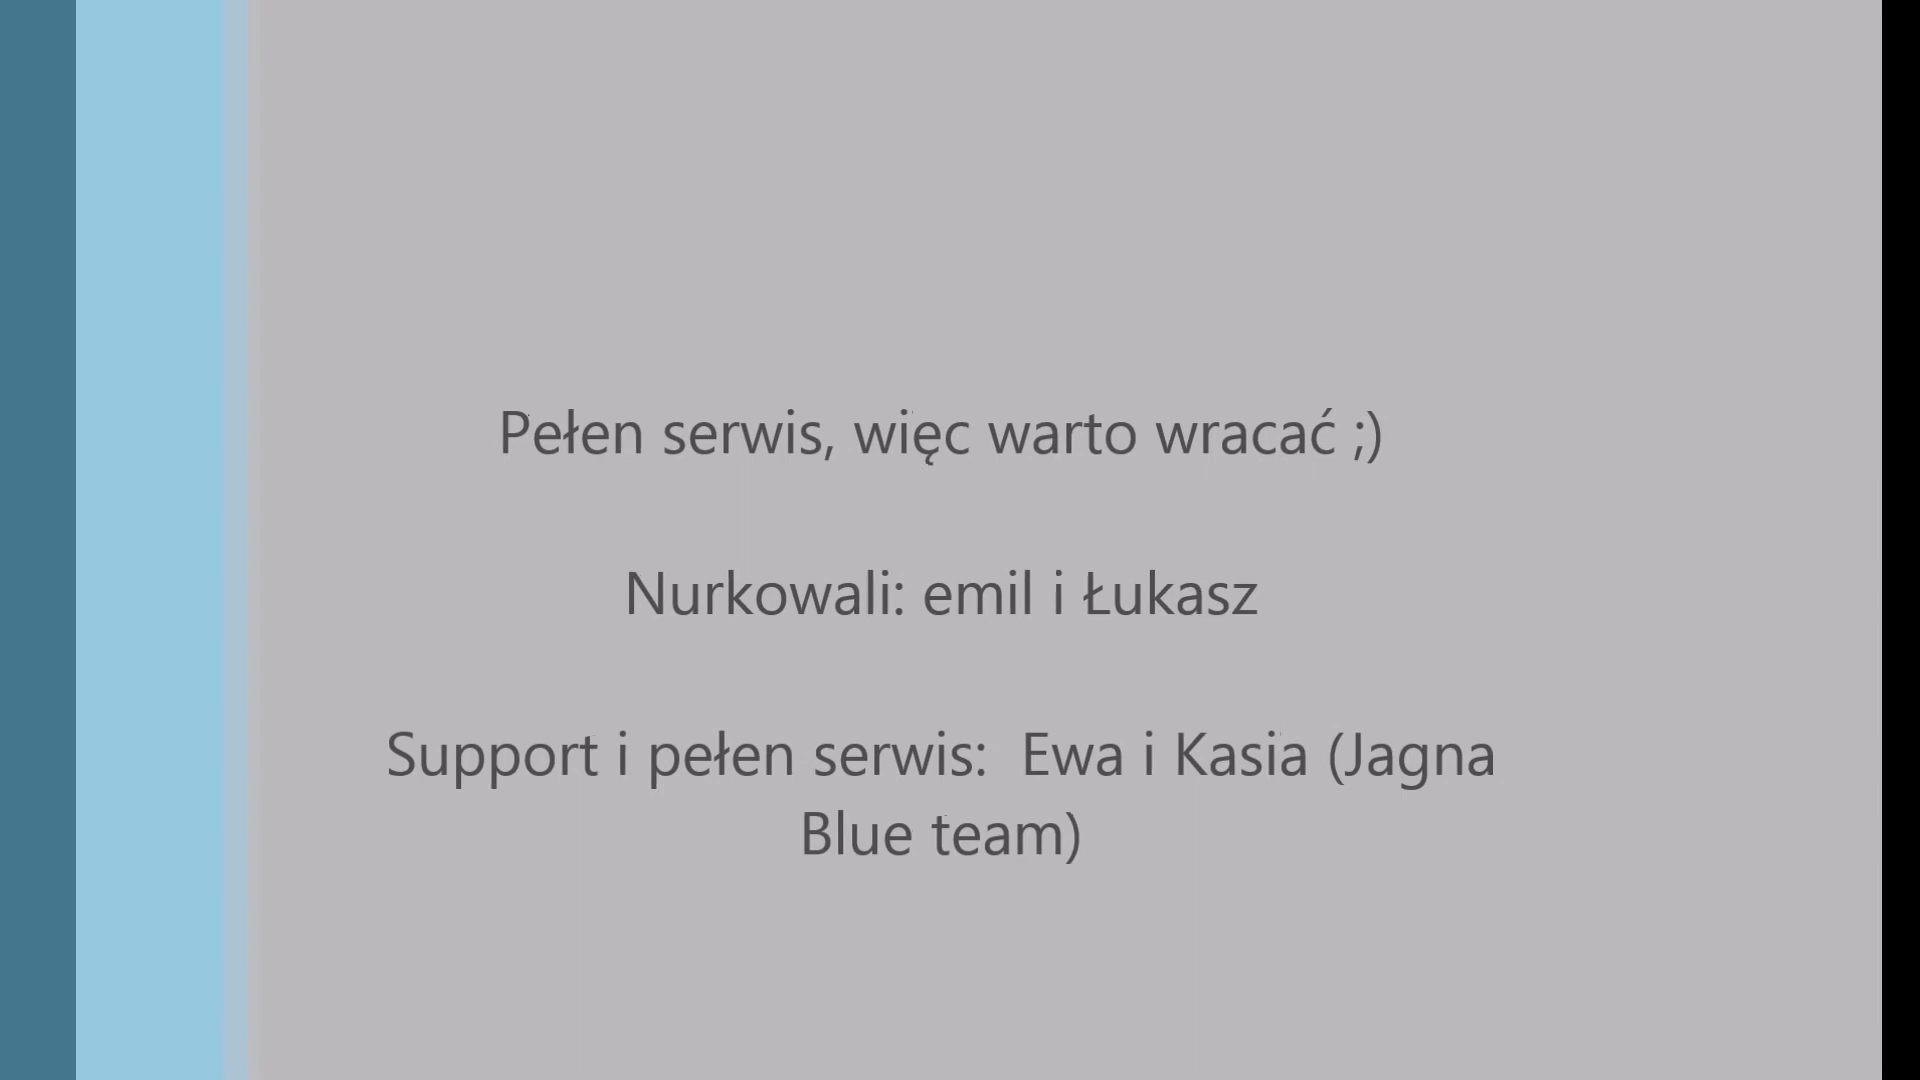 Pełen serwis, więc warto wracać ;)
Nurkowali: emil i Łukasz
Support i pełen serwis:  Ewa i Kasia (Jagna
Blue team)